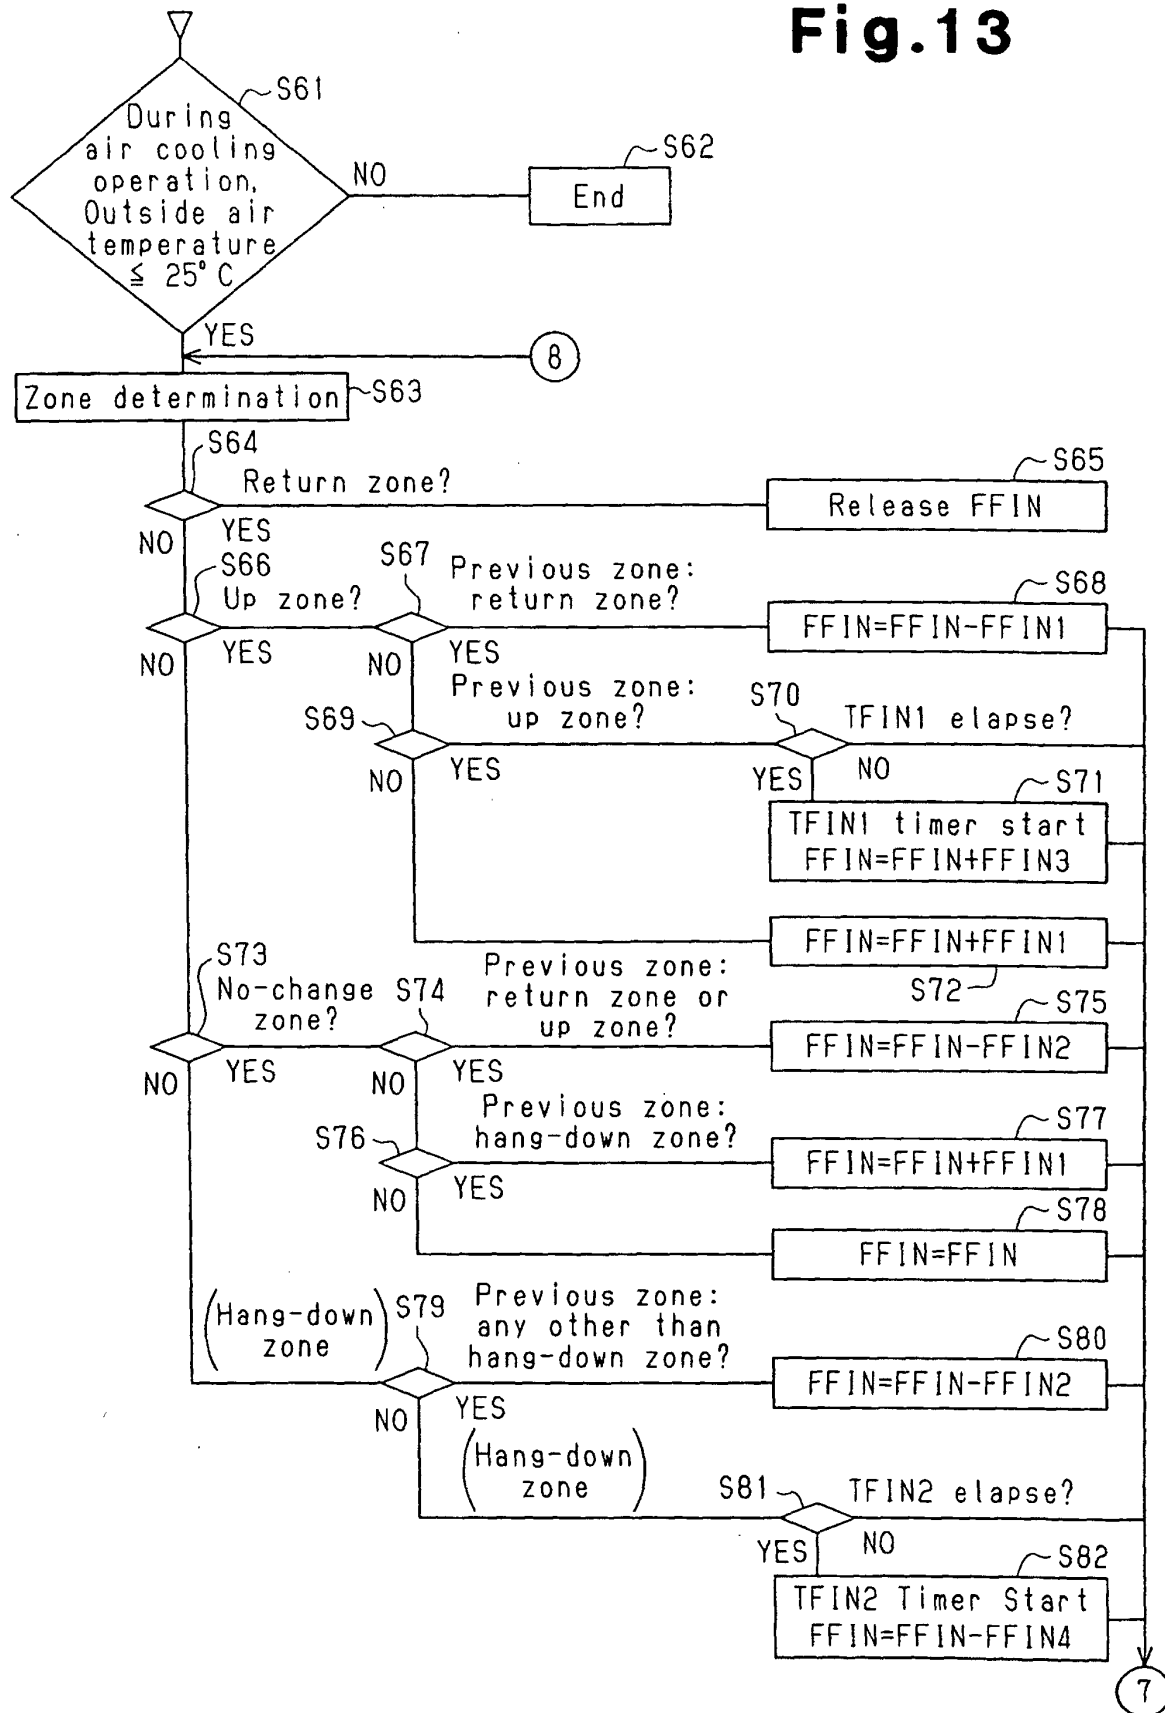 Fig.13
S61
During
air cooling
operation,
Outside air
temperature
≦ 25°C
NO
S62
End
YES
8
Zone determination
S63
S64
Return zone?
YES
NO
S65
Release FFIN
S66
Up zone?
YES
NO
S67
Previous zone:
return zone?
YES
NO
S68
FFIN=FFIN-FFIN1
S69
Previous zone:
up zone?
YES
NO
S70
TFIN1 elapse?
NO
YES
S71
TFIN1 timer start
FFIN=FFIN+FFIN3
FFIN=FFIN+FFIN1
S72
S73
No-change
zone?
YES
NO
S74
Previous zone:
return zone or
up zone?
YES
NO
S75
FFIN=FFIN-FFIN2
S76
Previous zone:
hang-down zone?
YES
NO
S77
FFIN=FFIN+FFIN1
S78
FFIN=FFIN
(Hang-down
zone)
S79
Previous zone:
any other than
hang-down zone?
YES
NO
S80
FFIN=FFIN-FFIN2
(Hang-down
zone)
S81
TFIN2 elapse?
NO
YES
S82
TFIN2 Timer Start
FFIN=FFIN-FFIN4
7